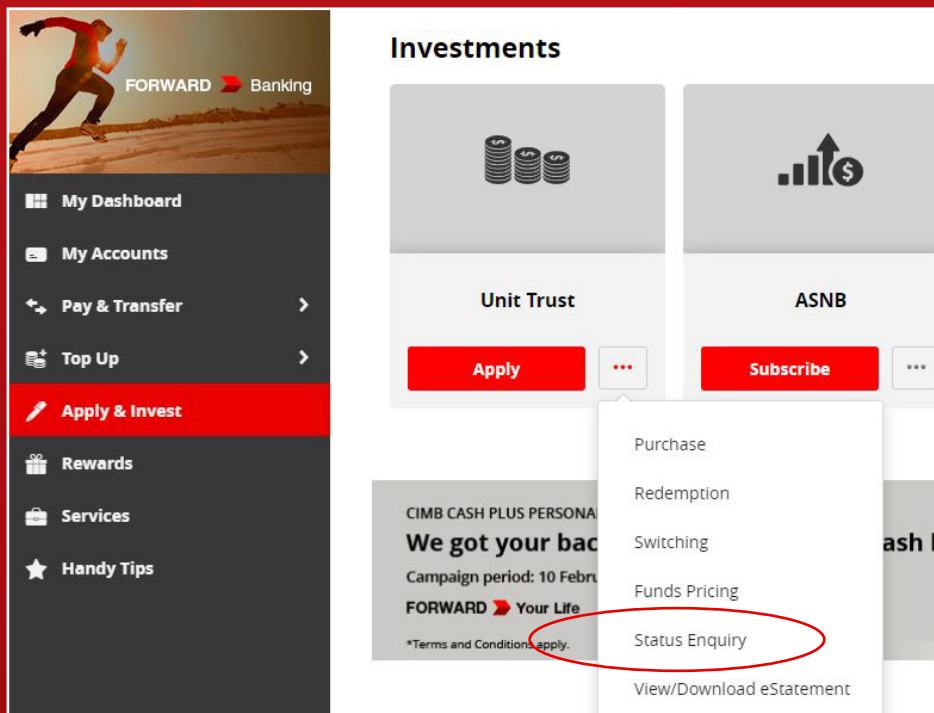 FORWARD Banking
My Dashboard
My Accounts
Pay & Transfer
Top Up
Apply & Invest
Rewards
Services
Handy Tips
Investments
Unit Trust
Apply
...
ASNB
Subscribe
...
Purchase
Redemption
Switching
Funds Pricing
Status Enquiry
View/Download eStatement
CIMB CASH PLUS PERSONA
We got your bac
ash
Campaign period: 10 Febru
FORWARD Your Life
*Terms and Conditions apply.